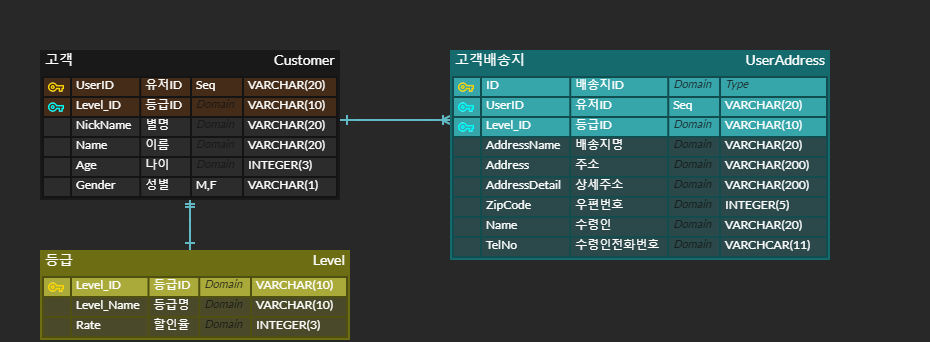 고객 Customer
UserID 유저ID Seq VARCHAR(20)
Level_ID 등급ID Domain VARCHAR(10)
NickName 별명 Domain VARCHAR(20)
Name 이름 Domain VARCHAR(20)
Age 나이 Domain INTEGER(3)
Gender 성별 M,F VARCHAR(1)
고객배송지 UserAddress
ID 배송지ID Domain Type
UserID 유저ID Seq VARCHAR(20)
Level_ID 등급ID Domain VARCHAR(10)
AddressName 배송지명 Domain VARCHAR(20)
Address 주소 Domain VARCHAR(200)
AddressDetail 상세주소 Domain VARCHAR(200)
ZipCode 우편번호 Domain INTEGER(5)
Name 수령인 Domain VARCHAR(20)
TelNo 수령인전화번호 Domain VARCHCAR(11)
등급 Level
Level_ID 등급ID Domain VARCHAR(10)
Level_Name 등급명 Domain VARCHAR(10)
Rate 할인율 Domain INTEGER(3)